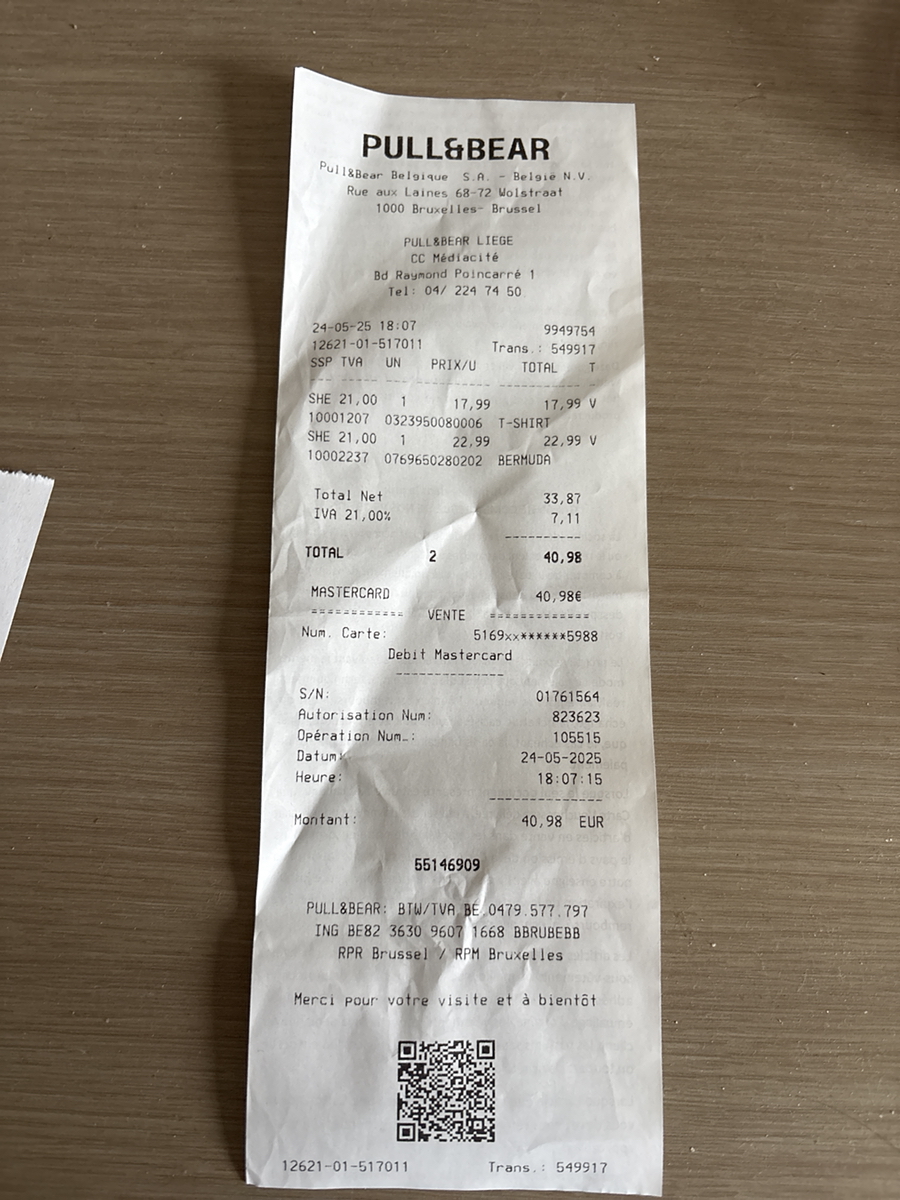 PULL&BEAR
Pull&Bear Belgique S.A. - België N.V.
Rue aux Laines 68-72 Wolstraat
1000 Bruxelles- Brussel
PULL&BEAR LIEGE
CC Médiacité
Bd Raymond Poincarré 1
Tel: 04/ 224 74 50
24-05-25 18:07 9949754
12621-01-517011 Trans.: 549917
SSP TVA UN PRIX/U TOTAL T
SHE 21,00 1 17,99 17,99 V
10001207 0323950080006 T-SHIRT
SHE 21,00 1 22,99 22,99 V
10002237 0769650280202 BERMUDA
Total Net 33,87
IVA 21,00% 7,11
----------
TOTAL 2 40,98
MASTERCARD 40,98€
============ VENTE ============
Num. Carte: 5169xx******5988
Debit Mastercard
-------------
S/N: 01761564
Autorisation Num: 823623
Opération Num.: 105515
Datum: 24-05-2025
Heure: 18:07:15
-------------
Montant: 40,98 EUR
55146909
PULL&BEAR: BTW/TVA BE.0479.577.797
ING BE82 3630 9607 1668 BBRUBEBB
RPR Brussel / RPM Bruxelles
Merci pour votre visite et à bientôt
12621-01-517011 Trans.: 549917